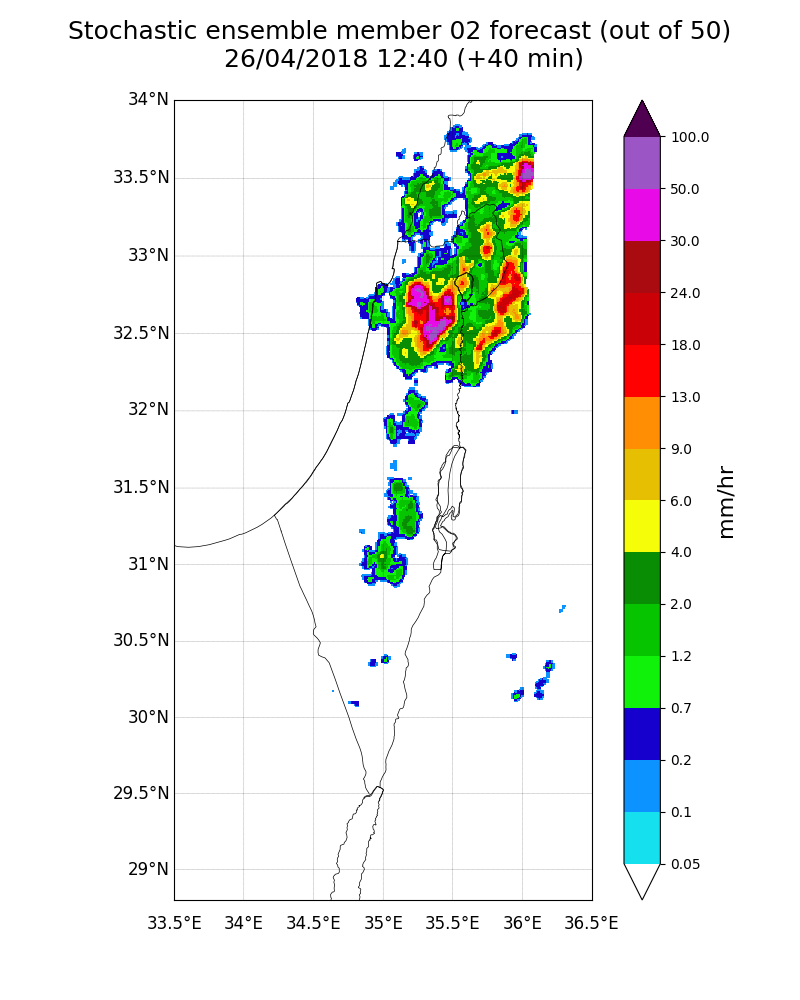 Stochastic ensemble member 02 forecast (out of 50)
26/04/2018 12:40 (+40 min)
34°N
33.5°N
33°N
32.5°N
32°N
31.5°N
31°N
30.5°N
30°N
29.5°N
29°N
33.5°E
34°E
34.5°E
35°E
35.5°E
36°E
36.5°E
100.0
50.0
30.0
24.0
18.0
13.0
9.0
6.0
4.0
2.0
1.2
0.7
0.2
0.1
0.05
mm/hr